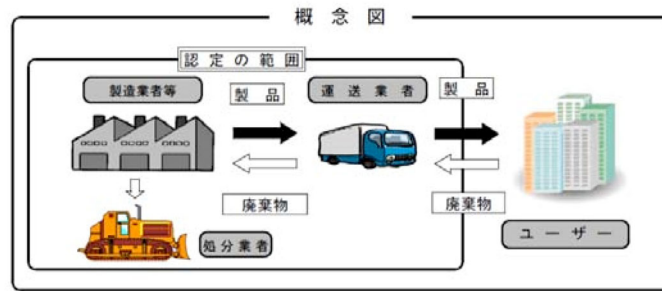 概念図
認定の範囲
製造業者等
製品
運送業者
製品
廃棄物
廃棄物
処分業者
ユーザー